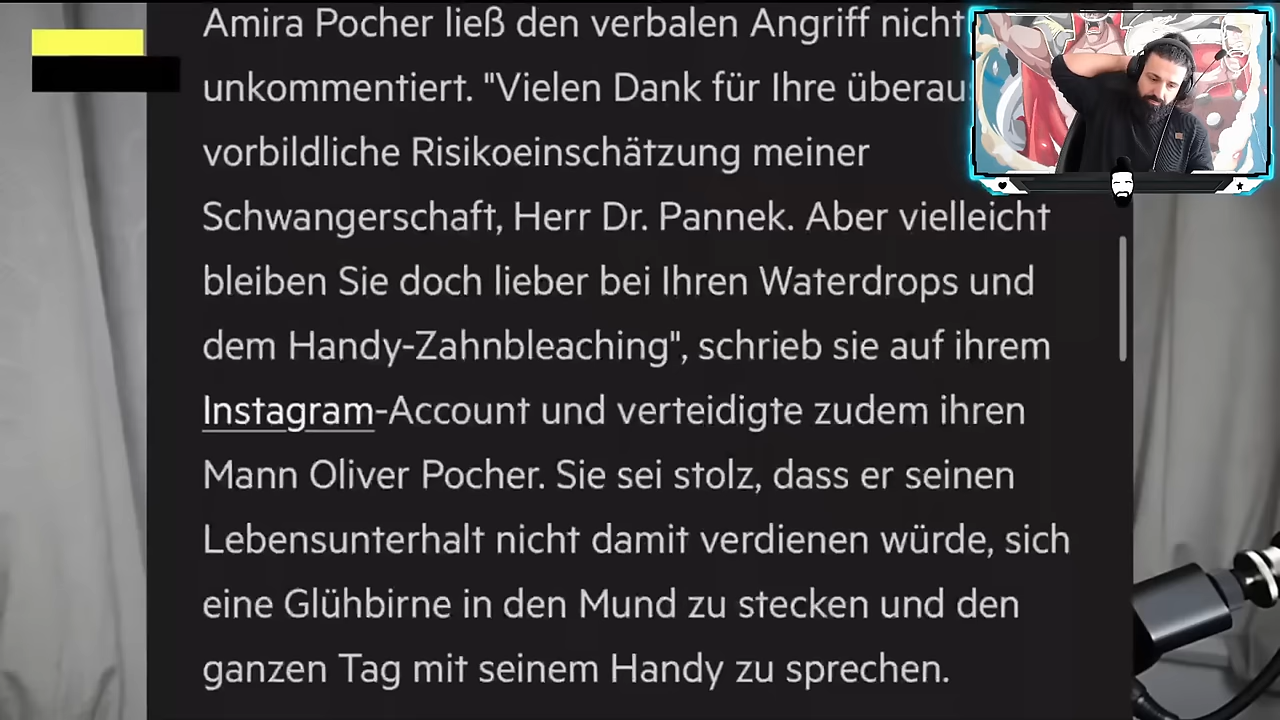 Amira Pocher ließ den verbalen Angriff nicht
unkommentiert. "Vielen Dank für Ihre
vorbildliche Risikoeinschätzung meiner
Schwangerschaft, Herr Dr. Pannek. Aber vielleicht
bleiben Sie doch lieber bei Ihren Waterdrops und
dem Handy-Zahnbleaching", schrieb sie auf ihrem
Instagram-Account und verteidigte zudem ihren
Mann Oliver Pocher. Sie sei stolz, dass er seinen
Lebensunterhalt nicht damit verdienen würde, sich
eine Glühbirne in den Mund zu stecken und den
ganzen Tag mit seinem Handy zu sprechen.